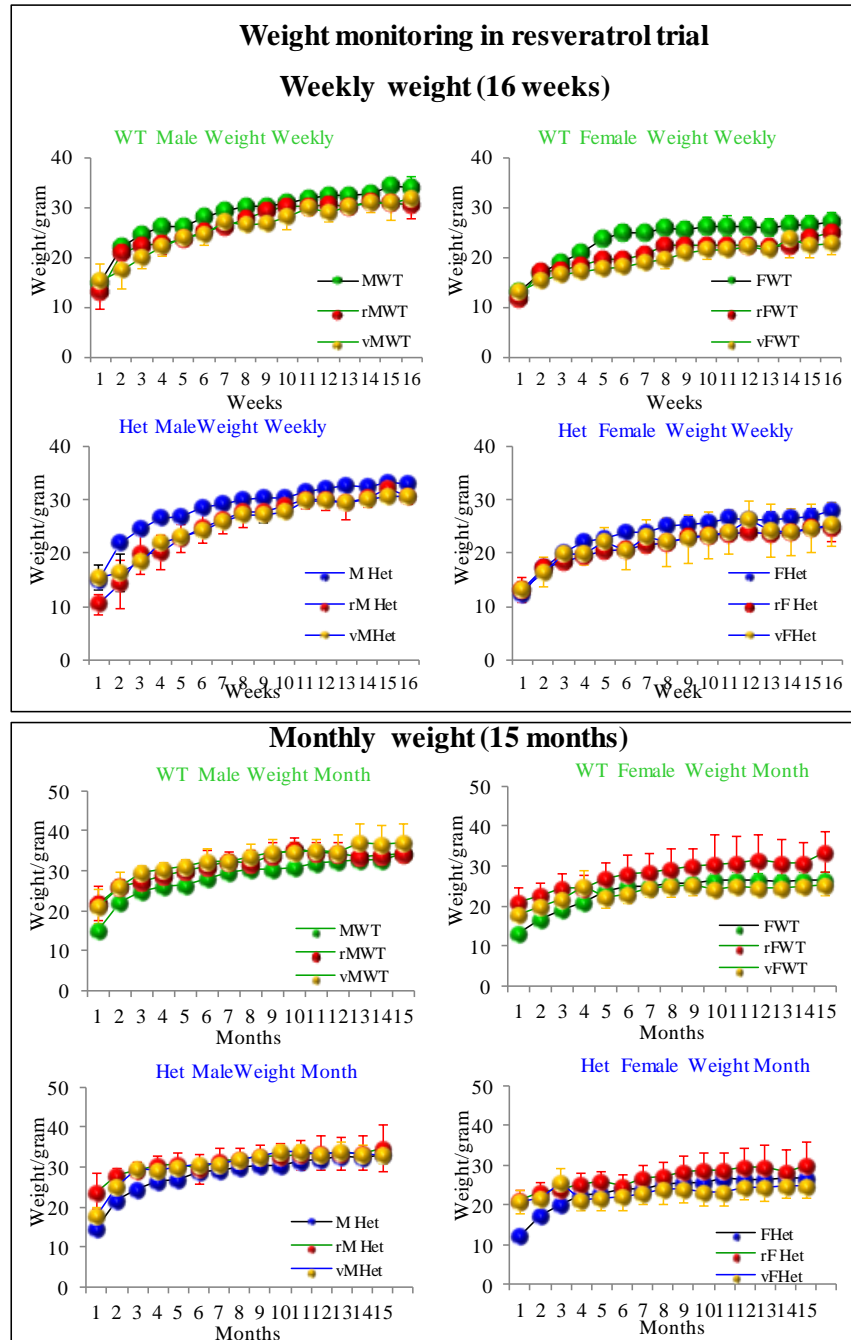 Weight monitoring in resveratrol trial
Weekly weight (16 weeks)
WT Male Weight Weekly
40
30
20
10
0
Weight/gram
MWT
rMWT
vMWT
1 2 3 4 5 6 7 8 9 10 11 12 13 14 15 16
Weeks
WT Female Weight Weekly
40
30
20
10
0
Weight/gram
FWT
rFWT
vFWT
1 2 3 4 5 6 7 8 9 10 11 12 13 14 15 16
Het MaleWeight Weekly
40
30
20
10
0
Weight/gram
M Het
rM Het
vMHet
1 2 3 4 5 6 7 8 9 10 11 12 13 14 15 16
Weeks
Het Female Weight Weekly
40
30
20
10
0
Weight/gram
FHet
rF Het
vFHet
1 2 3 4 5 6 7 8 9 10 11 12 13 14 15 16
Week
Monthly weight (15 months)
WT Male Weight Month
50
40
30
20
10
0
Weight/gram
MWT
rMWT
vMWT
1 2 3 4 5 6 7 8 9 10 11 12 13 14 15
Months
WT Female Weight Month
50
40
30
20
10
0
Weight/gram
FWT
rFWT
vFWT
1 2 3 4 5 6 7 8 9 10 11 12 13 14 15
Months
Het MaleWeight Month
50
40
30
20
10
0
Weight/gram
M Het
rM Het
vMHet
1 2 3 4 5 6 7 8 9 10 11 12 13 14 15
Months
Het Female Weight Month
50
40
30
20
10
0
Weight/gram
FHet
rF Het
vFHet
1 2 3 4 5 6 7 8 9 10 11 12 13 14 15
Months